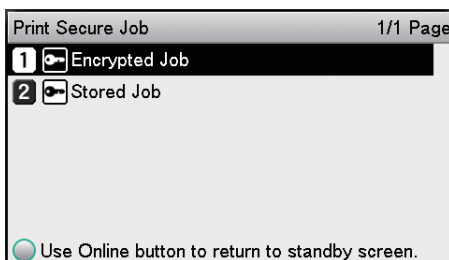 Print Secure Job 1/1 Page
1 Encrypted Job
2 Stored Job
Use Online button to return to standby screen.